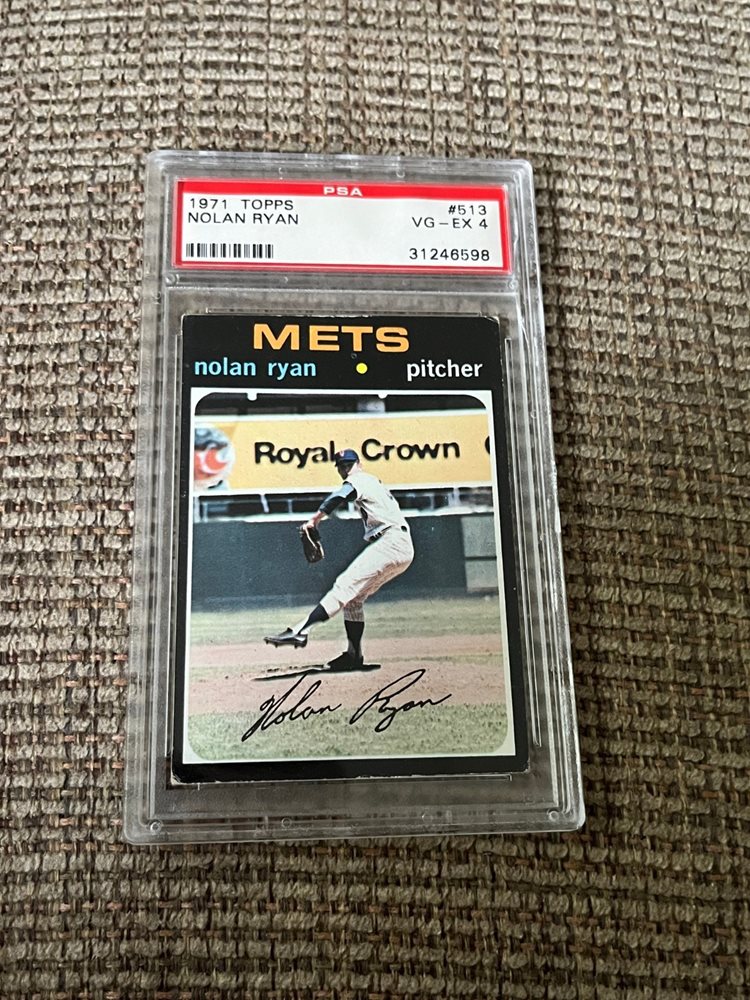 PSA
1971 TOPPS #513
NOLAN RYAN VG-EX 4
31246598
METS
nolan ryan • pitcher
Royal Crown
Nolan Ryan